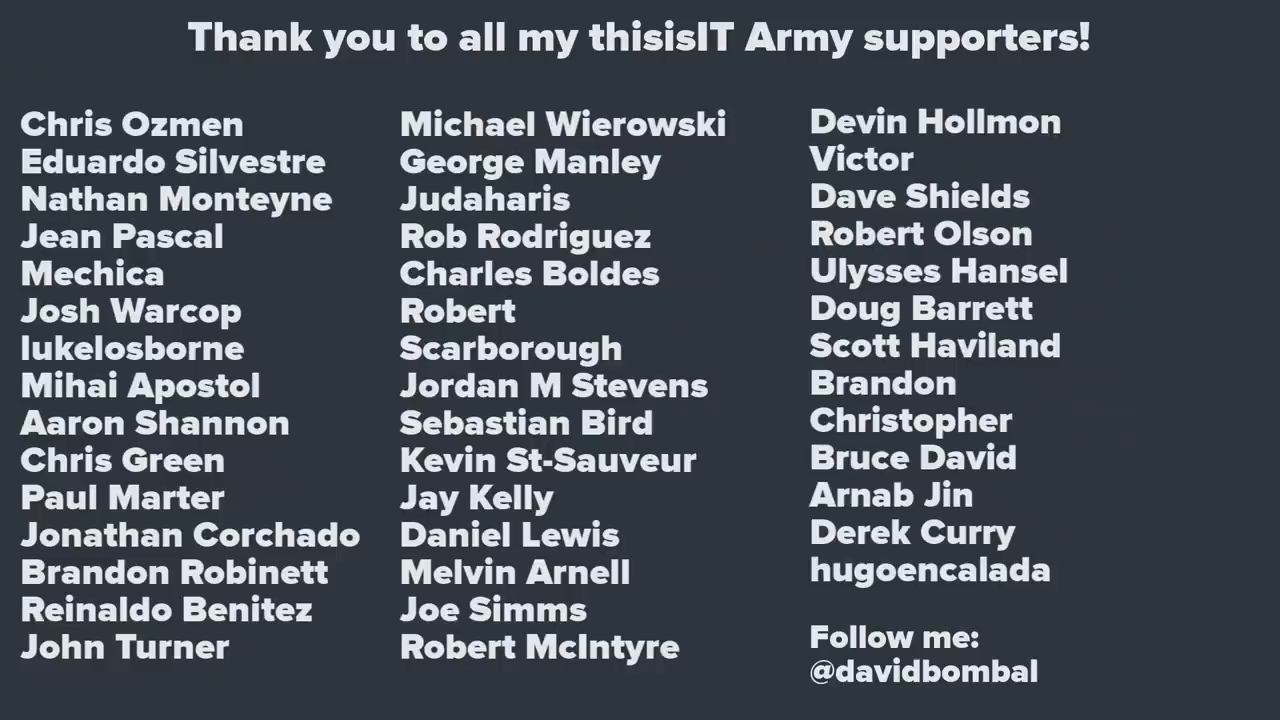 Thank you to all my thisisIT Army supporters!
Chris Ozmen
Eduardo Silvestre
Nathan Monteyne
Jean Pascal
Mechica
Josh Warcop
lukelosborne
Mihai Apostol
Aaron Shannon
Chris Green
Paul Marter
Jonathan Corchado
Brandon Robinett
Reinaldo Benitez
John Turner
Michael Wierowski
George Manley
Judaharis
Rob Rodriguez
Charles Boldes
Robert
Scarborough
Jordan M Stevens
Sebastian Bird
Kevin St-Sauveur
Jay Kelly
Daniel Lewis
Melvin Arnell
Joe Simms
Robert McIntyre
Devin Hollmon
Victor
Dave Shields
Robert Olson
Ulysses Hansel
Doug Barrett
Scott Haviland
Brandon
Christopher
Bruce David
Arnab Jin
Derek Curry
hugoencalada
Follow me:
@davidbombal